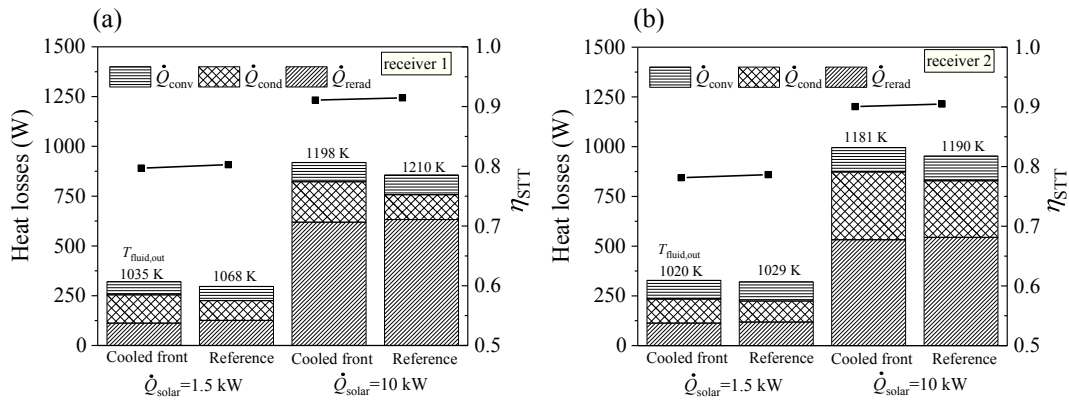 (a)
receiver 1
Q̇conv Q̇cond Q̇rerad
Heat losses (W)
1500
1250
1000
750
500
250
0
1.0
0.9
0.8
0.7
0.6
0.5
ηSTT
1198 K
1210 K
Tfluid,out
1035 K
1068 K
Cooled front Reference Cooled front Reference
Q̇solar=1.5 kW Q̇solar=10 kW
(b)
receiver 2
Q̇conv Q̇cond Q̇rerad
Heat losses (W)
1500
1250
1000
750
500
250
0
1.0
0.9
0.8
0.7
0.6
0.5
ηSTT
1181 K
1190 K
Tfluid,out
1020 K
1029 K
Cooled front Reference Cooled front Reference
Q̇solar=1.5 kW Q̇solar=10 kW